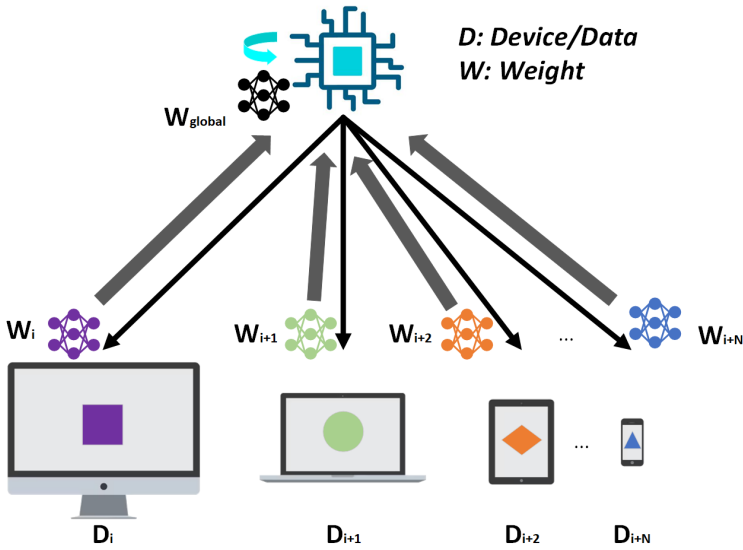 D: Device/Data
W: Weight
Wglobal
Wi
Wi+1
Wi+2
...
Wi+N
...
Di
Di+1
Di+2
Di+N